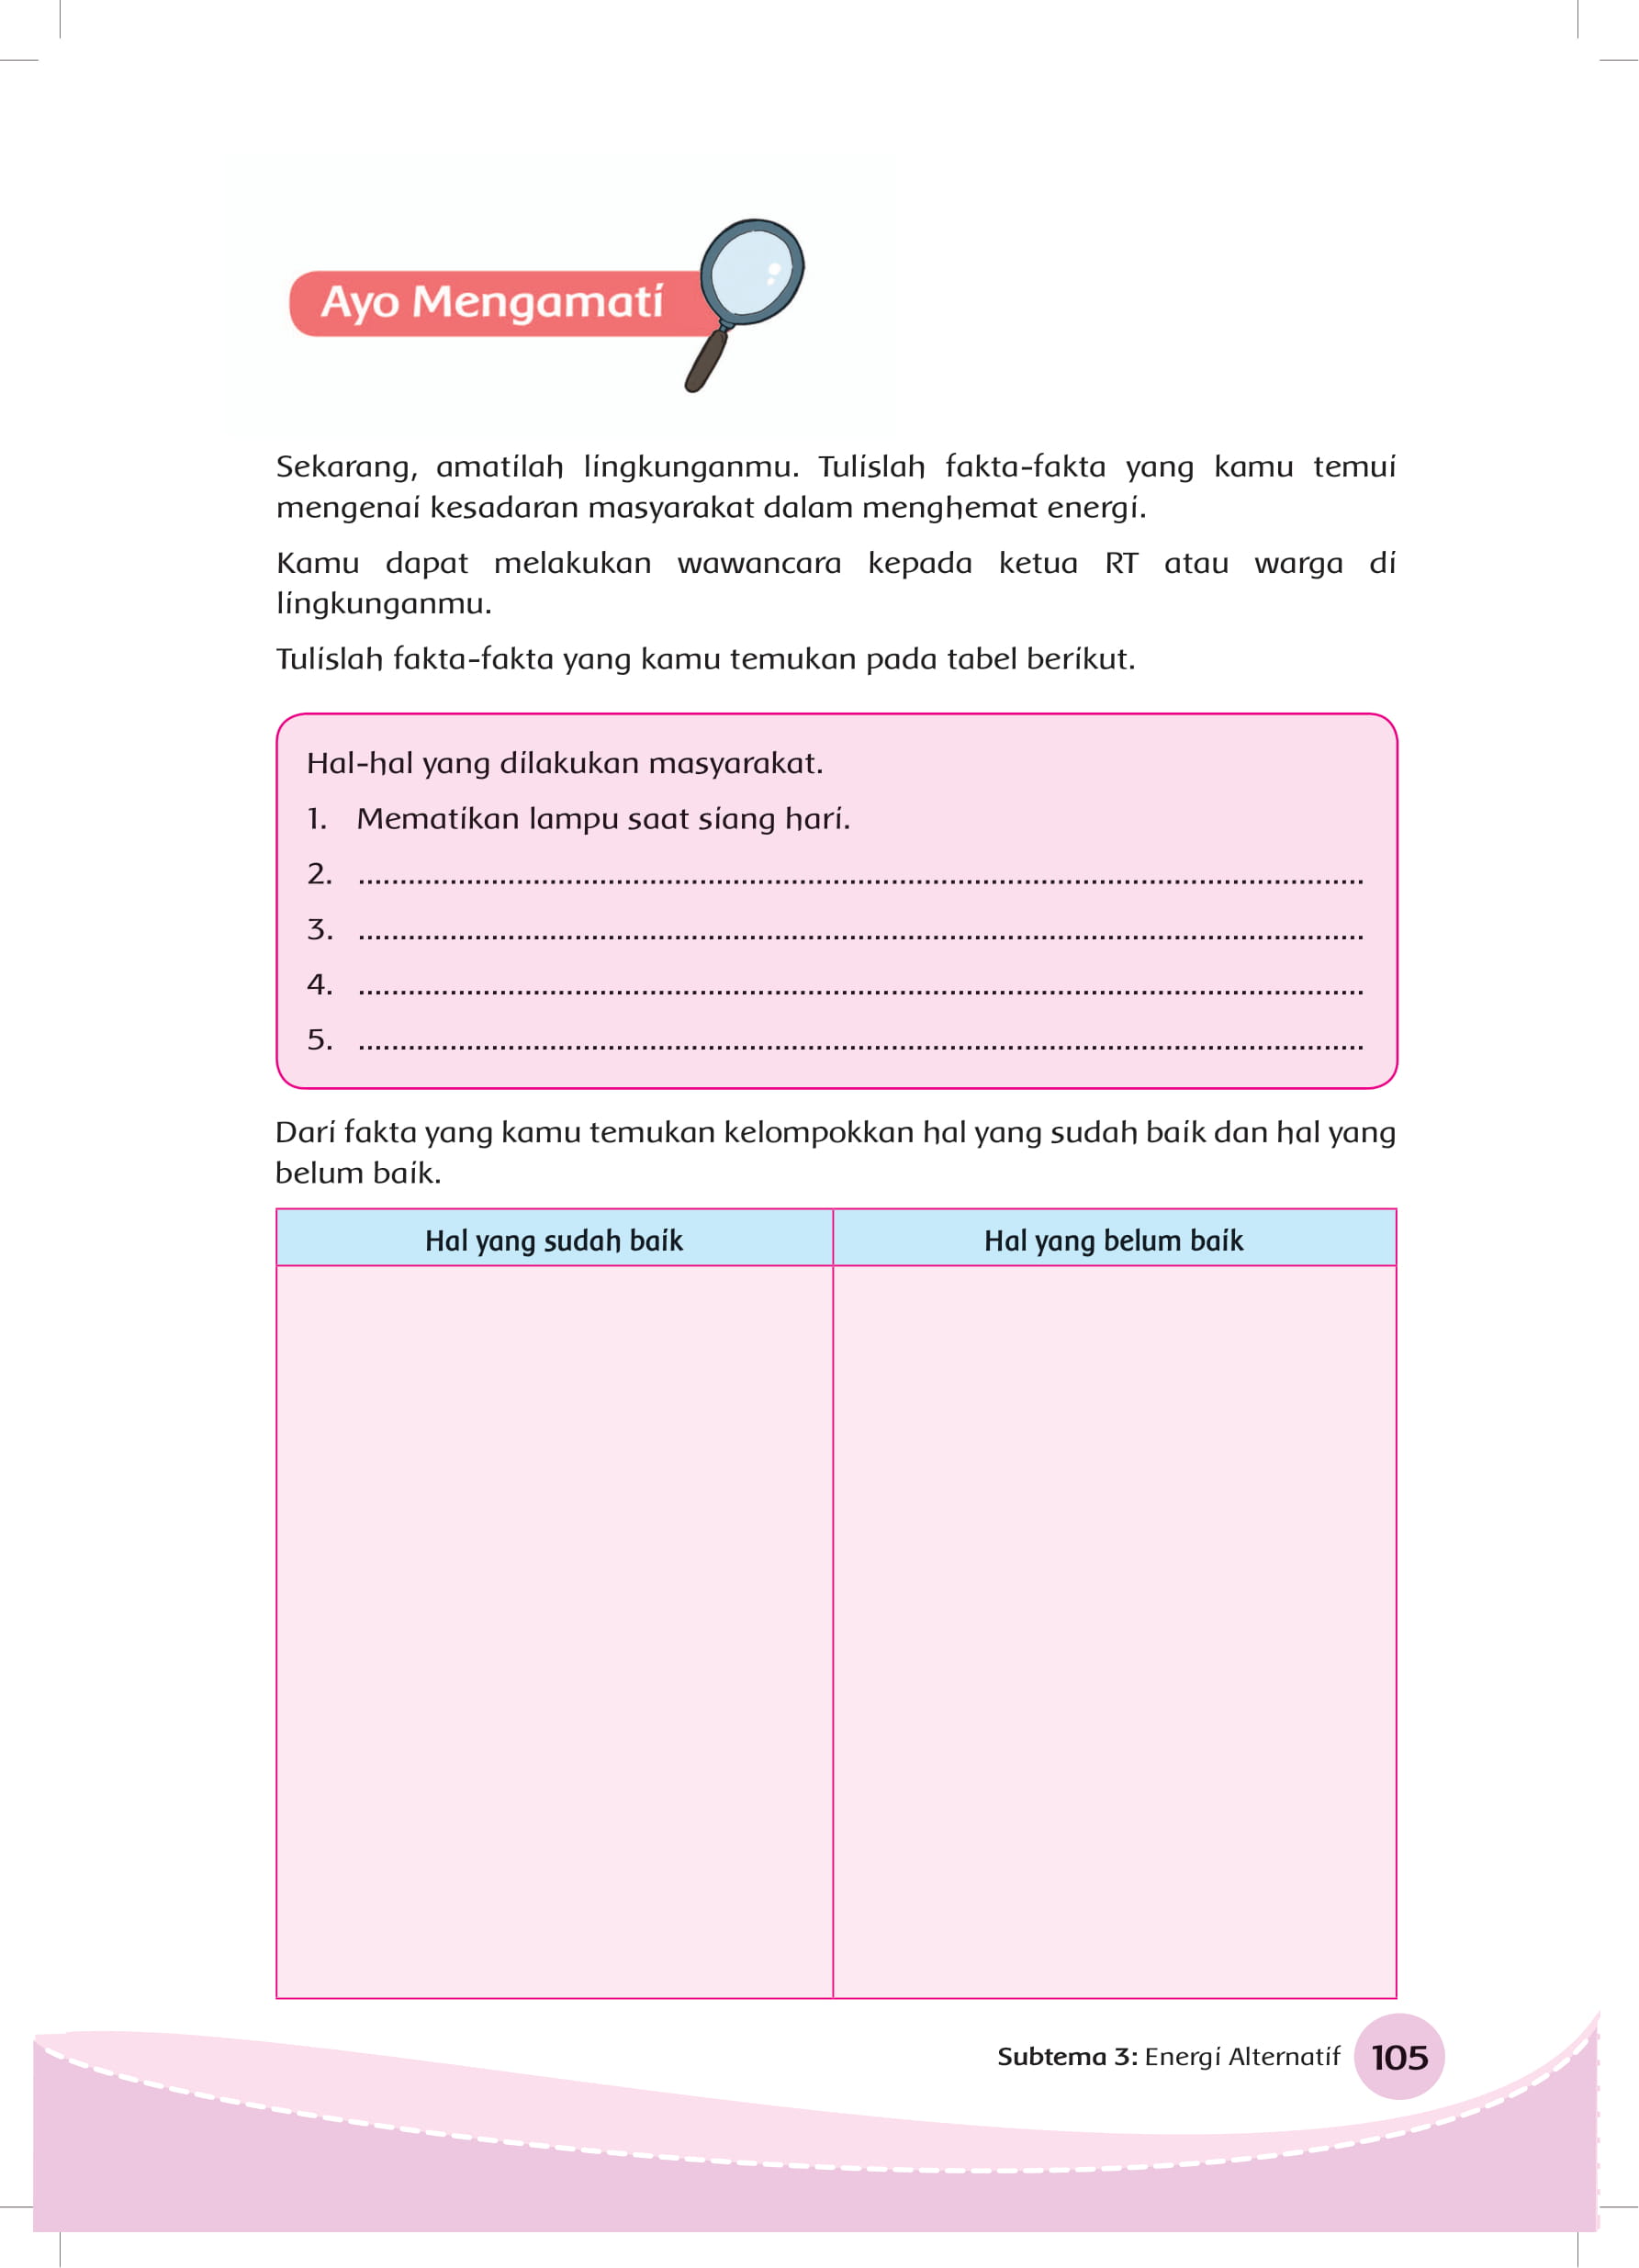 Ayo Mengamati
Sekarang, amatilah lingkunganmu. Tulislah fakta-fakta yang kamu temui
mengenai kesadaran masyarakat dalam menghemat energi.
Kamu dapat melakukan wawancara kepada ketua RT atau warga di
lingkunganmu.
Tulislah fakta-fakta yang kamu temukan pada tabel berikut.
Hal-hal yang dilakukan masyarakat.
1. Mematikan lampu saat siang hari.
2. ........................................................................................................................
3. ........................................................................................................................
4. ........................................................................................................................
5. ........................................................................................................................
Dari fakta yang kamu temukan kelompokkan hal yang sudah baik dan hal yang
belum baik.
Hal yang sudah baik
Hal yang belum baik
Subtema 3: Energi Alternatif 105